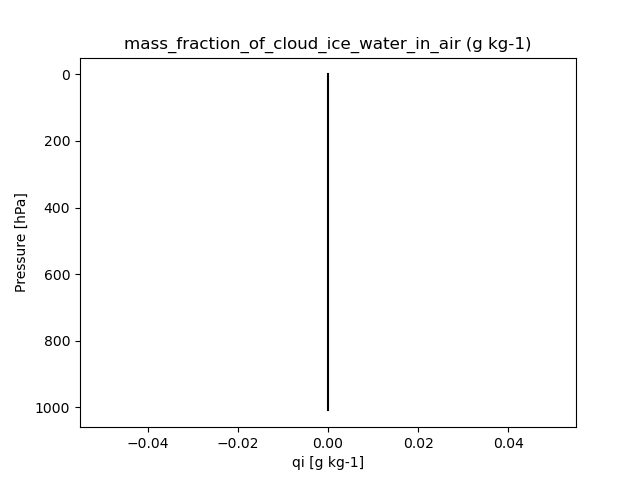 mass_fraction_of_cloud_ice_water_in_air (g kg-1)
0
200
400
600
800
1000
Pressure [hPa]
−0.04 −0.02 0.00 0.02 0.04
qi [g kg-1]